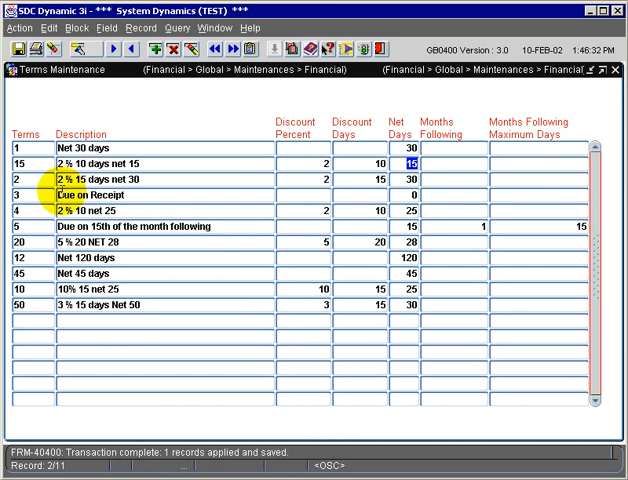 SDC Dynamic 3i - *** System Dynamics (TEST) ***
Action Edit Block Field Record Query Window Help
GB0400 Version : 3.0 10-FEB-02 1:46:32 PM
Terms Maintenance (Financial > Global > Maintenances > Financial) (Financial > Global > Maintenances > Financial
Discount Discount Net Months Months Following
Terms Description Percent Days Days Following Maximum Days
1 Net 30 days 30
15 2 % 10 days net 15 2 10 15
2 2 % 15 days net 30 2 15 30
3 Due on Receipt 0
4 2 % 10 net 25 2 10 25
5 Due on 15th of the month following 15 1 15
20 5 % 20 NET 28 5 20 28
12 Net 120 days 120
45 Net 45 days 45
10 10% 15 net 25 10 15 25
50 3 % 15 days Net 50 3 15 30
FRM-40400: Transaction complete: 1 records applied and saved.
Record: 2/11 ... <OSC>